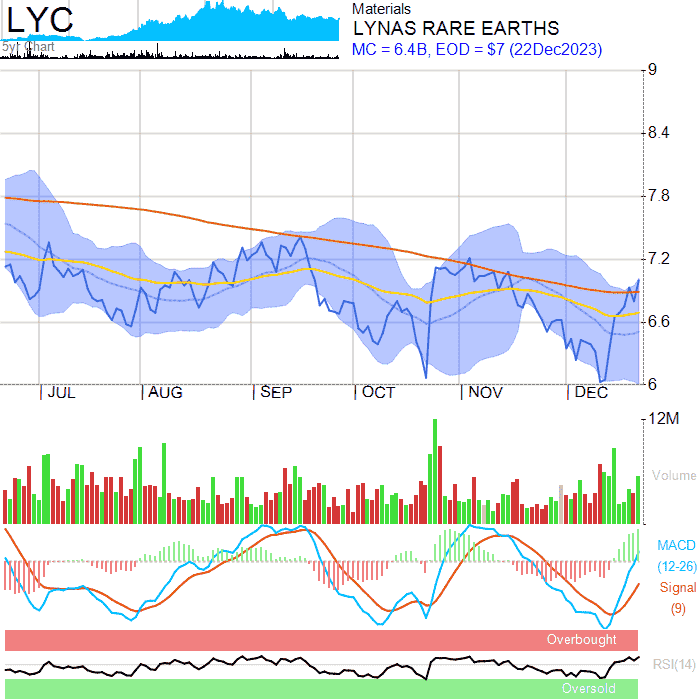 LYC
5yr Chart
Materials
LYNAS RARE EARTHS
MC = 6.4B, EOD = $7 (22Dec2023)
9
8.4
7.8
7.2
6.6
6
JUL AUG SEP OCT NOV DEC
12M
Volume
MACD
(12-26)
Signal
(9)
Overbought
RSI(14)
Oversold